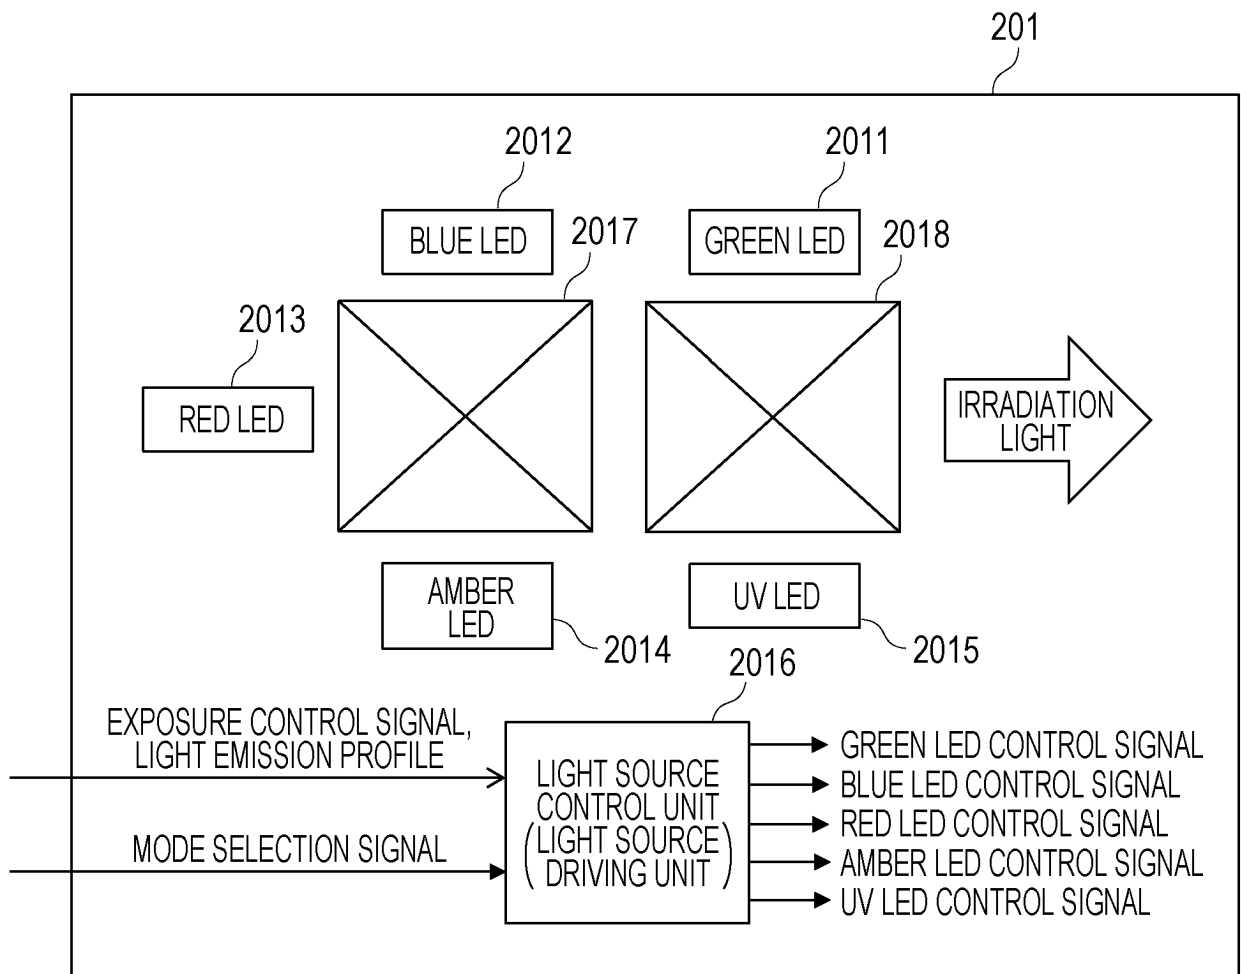 201
2012
2011
BLUE LED
2017
GREEN LED
2018
2013
RED LED
IRRADIATION
LIGHT
AMBER
LED
UV LED
2014
2015
2016
EXPOSURE CONTROL SIGNAL,
LIGHT EMISSION PROFILE
MODE SELECTION SIGNAL
LIGHT SOURCE
CONTROL UNIT
(LIGHT SOURCE
DRIVING UNIT)
GREEN LED CONTROL SIGNAL
BLUE LED CONTROL SIGNAL
RED LED CONTROL SIGNAL
AMBER LED CONTROL SIGNAL
UV LED CONTROL SIGNAL